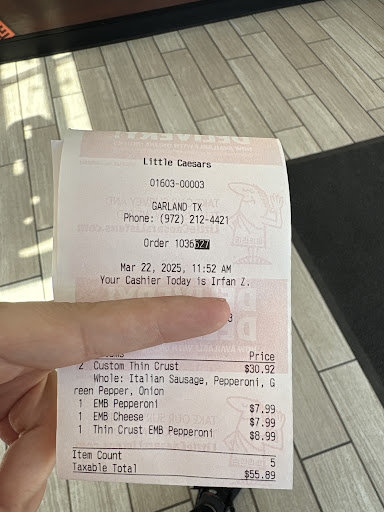 Little Caesars
01603-00003
GARLAND TX
Phone: (972) 212-4421
Order 1036527
Mar 22, 2025, 11:52 AM
Your Cashier Today is Irfan Z.
3
Price
2 Custom Thin Crust $30.92
Whole: Italian Sausage, Pepperoni, G
reen Pepper, Onion
1 EMB Pepperoni $7.99
1 EMB Cheese $7.99
1 Thin Crust EMB Pepperoni $8.99
Item Count 5
Taxable Total $55.89